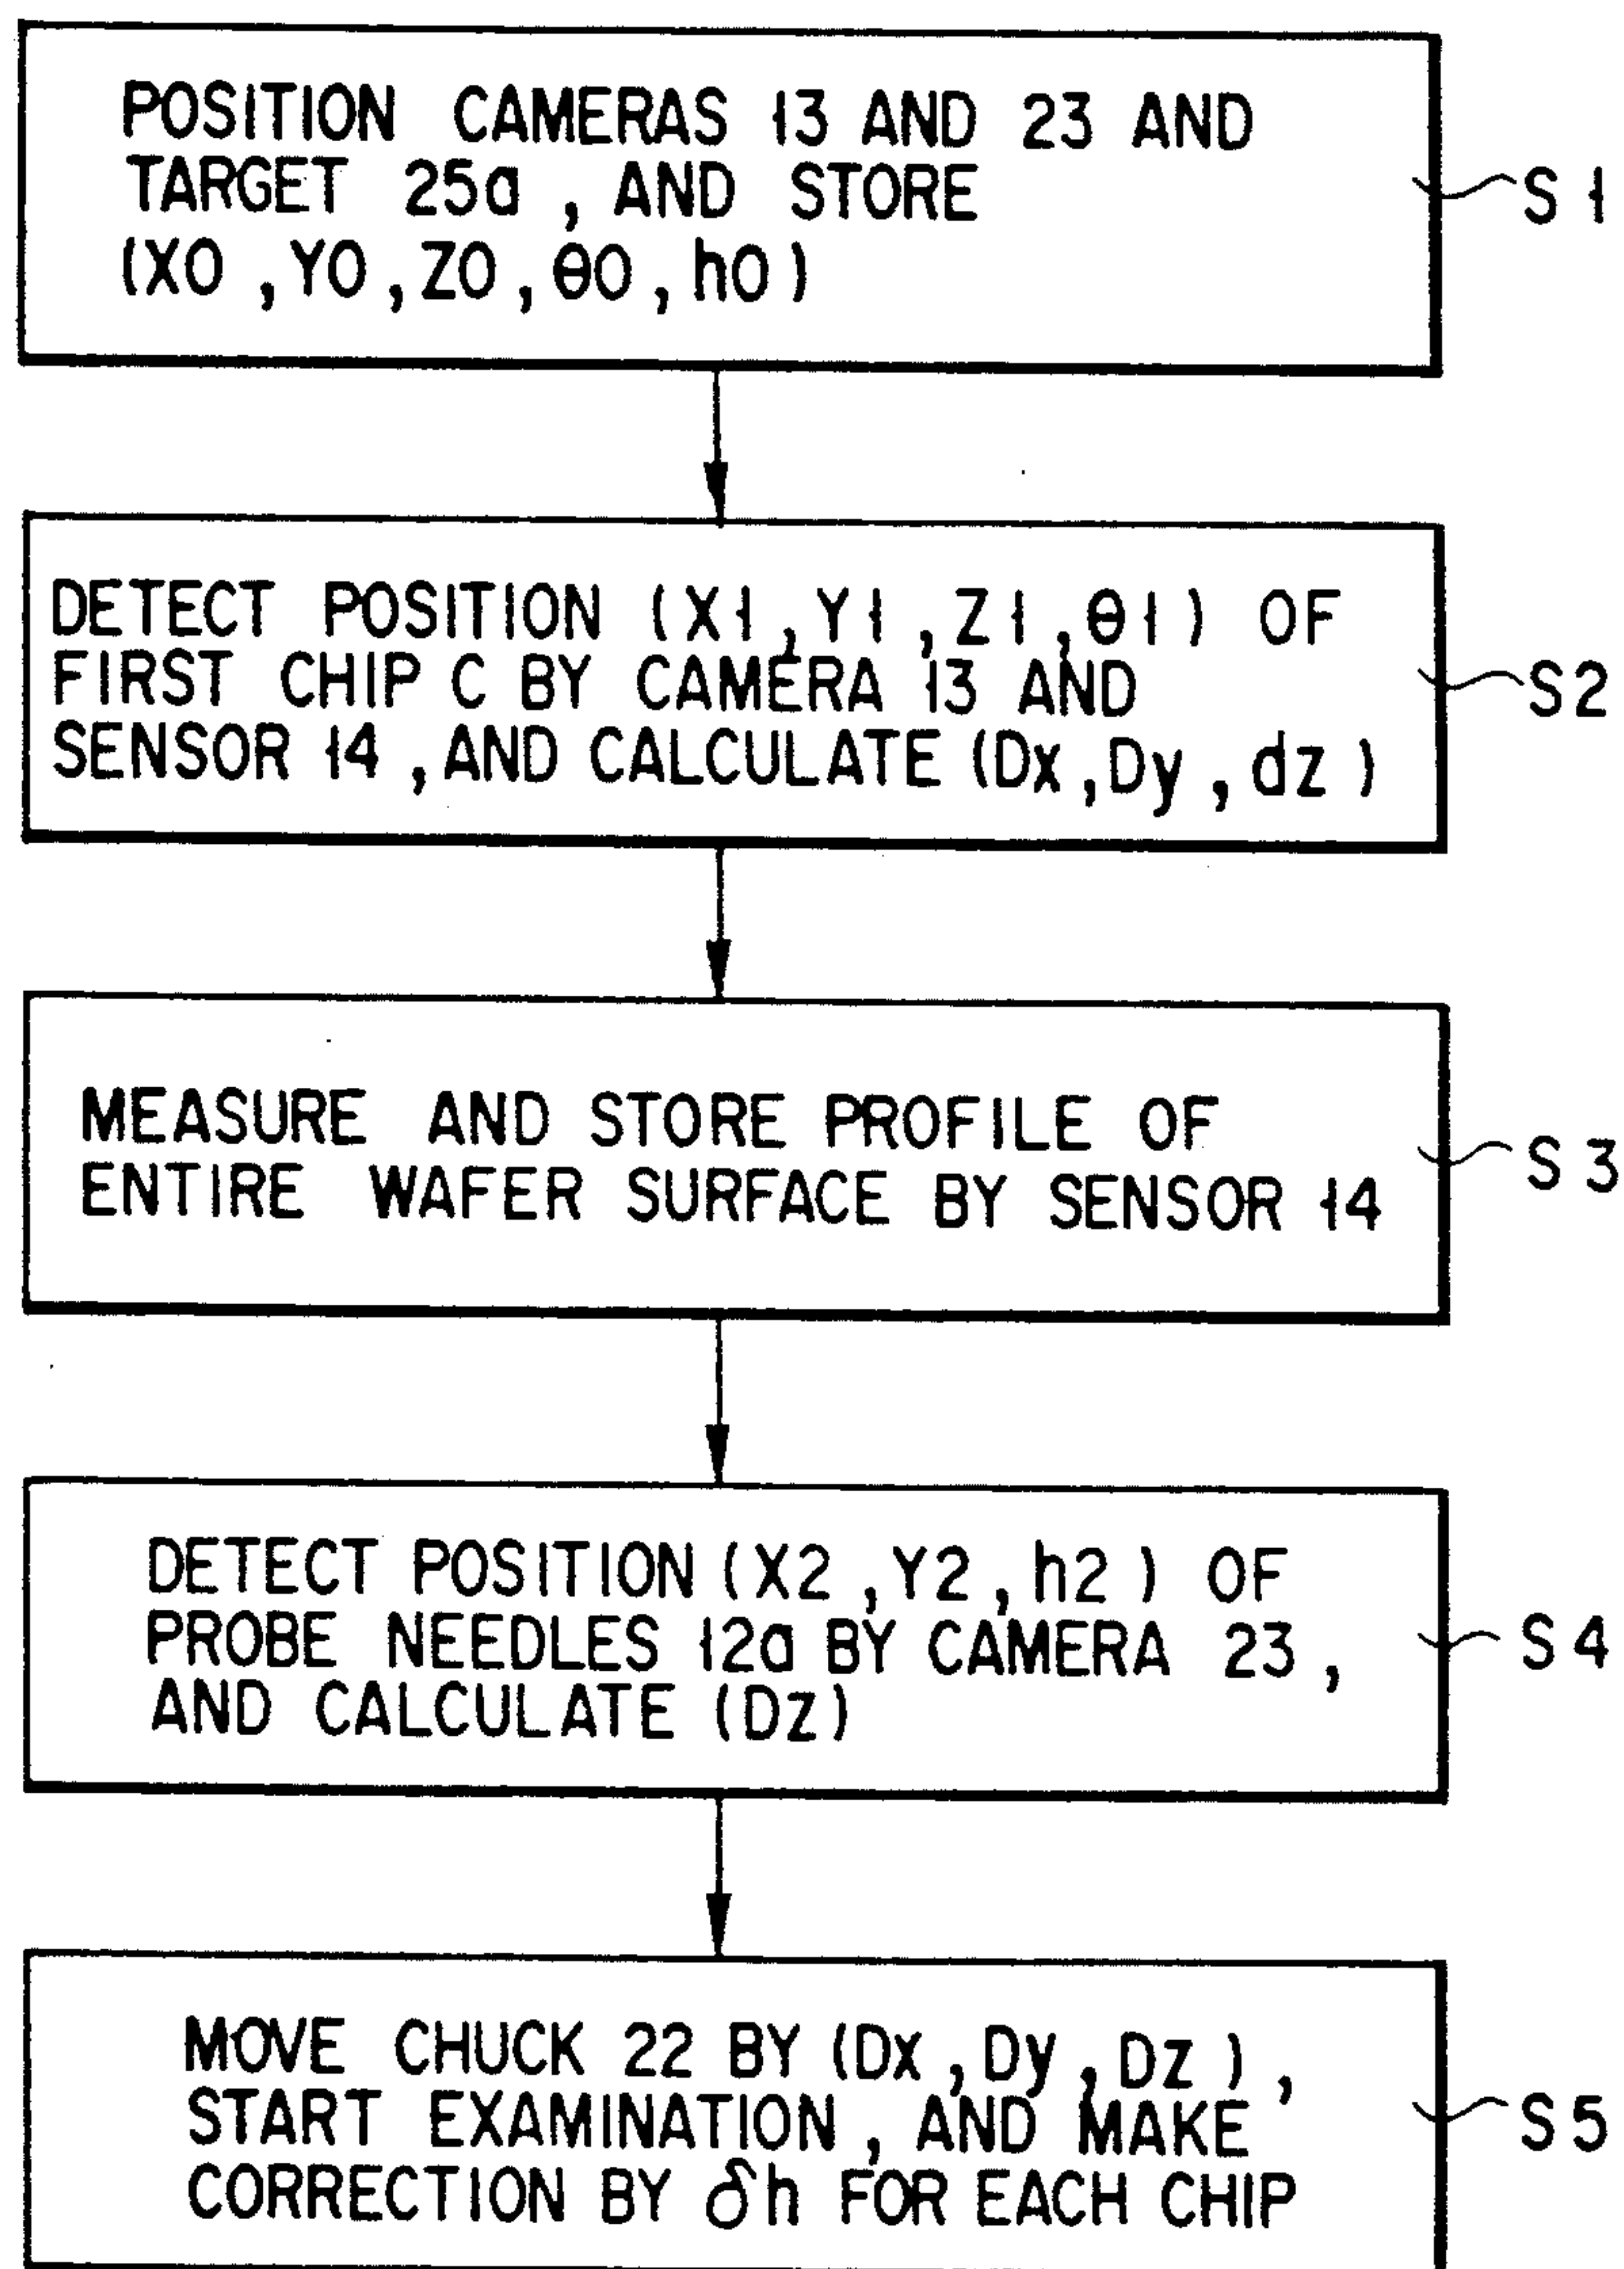 POSITION CAMERAS 13 AND 23 AND
TARGET 25a, AND STORE
(X0, Y0, Z0, θ0, h0)
S1
DETECT POSITION (X1, Y1, Z1, θ1) OF
FIRST CHIP C BY CAMERA 13 AND
SENSOR 14, AND CALCULATE (Dx, Dy, dz)
S2
MEASURE AND STORE PROFILE OF
ENTIRE WAFER SURFACE BY SENSOR 14
S3
DETECT POSITION (X2, Y2, h2) OF
PROBE NEEDLES 12a BY CAMERA 23,
AND CALCULATE (Dz)
S4
MOVE CHUCK 22 BY (Dx, Dy, Dz),
START EXAMINATION, AND MAKE
CORRECTION BY δh FOR EACH CHIP
S5